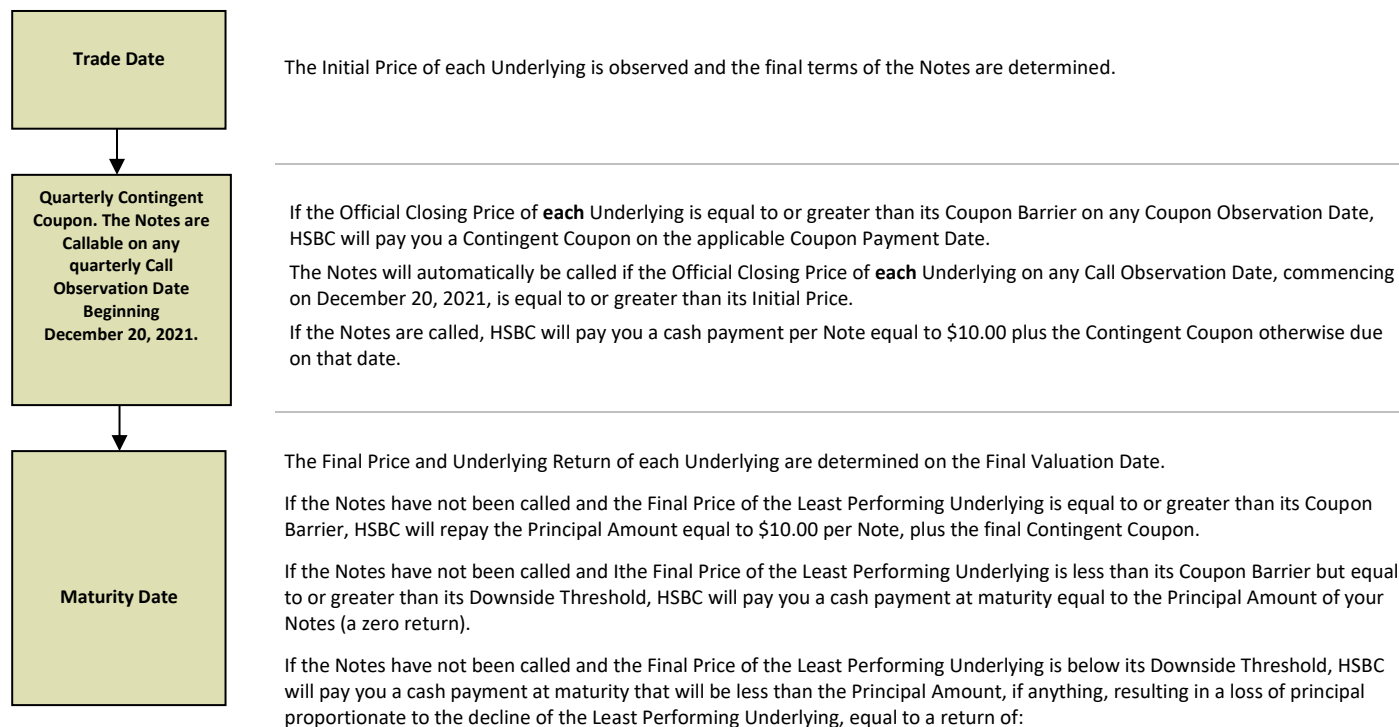 Trade Date
The Initial Price of each Underlying is observed and the final terms of the Notes are determined.
Quarterly Contingent
Coupon. The Notes are
Callable on any
quarterly Call
Observation Date
Beginning
December 20, 2021.
If the Official Closing Price of each Underlying is equal to or greater than its Coupon Barrier on any Coupon Observation Date,
HSBC will pay you a Contingent Coupon on the applicable Coupon Payment Date.
The Notes will automatically be called if the Official Closing Price of each Underlying on any Call Observation Date, commencing
on December 20, 2021, is equal to or greater than its Initial Price.
If the Notes are called, HSBC will pay you a cash payment per Note equal to $10.00 plus the Contingent Coupon otherwise due
on that date.
Maturity Date
The Final Price and Underlying Return of each Underlying are determined on the Final Valuation Date.
If the Notes have not been called and the Final Price of the Least Performing Underlying is equal to or greater than its Coupon
Barrier, HSBC will repay the Principal Amount equal to $10.00 per Note, plus the final Contingent Coupon.
If the Notes have not been called and Ithe Final Price of the Least Performing Underlying is less than its Coupon Barrier but equal
to or greater than its Downside Threshold, HSBC will pay you a cash payment at maturity equal to the Principal Amount of your
Notes (a zero return).
If the Notes have not been called and the Final Price of the Least Performing Underlying is below its Downside Threshold, HSBC
will pay you a cash payment at maturity that will be less than the Principal Amount, if anything, resulting in a loss of principal
proportionate to the decline of the Least Performing Underlying, equal to a return of: